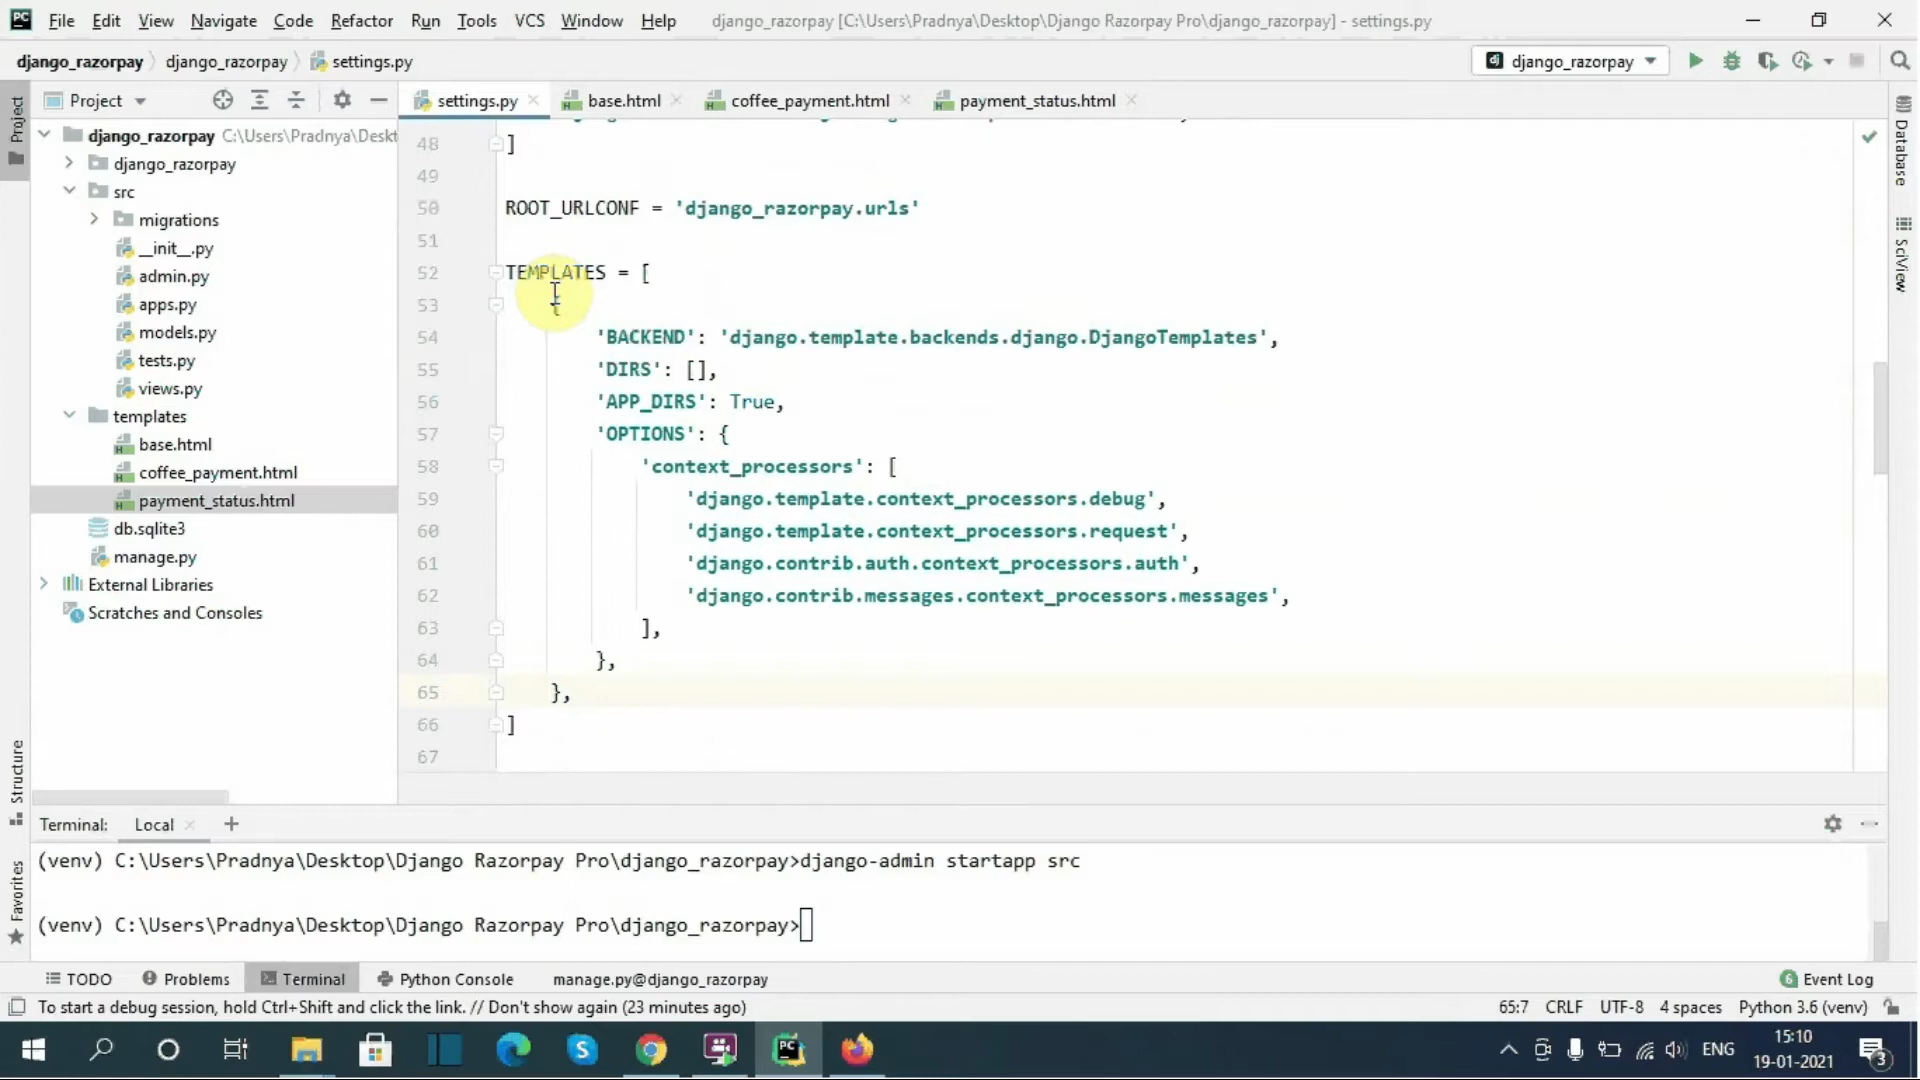 File Edit View Navigate Code Refactor Run Tools VCS Window Help django_razorpay [C:\Users\Pradnya\Desktop\Django Razorpay Pro\django_razorpay] - settings.py
django_razorpay django_razorpay settings.py django_razorpay
Project settings.py base.html coffee_payment.html payment_status.html
Project
Database
SciView
Structure
Favorites
django_razorpay C:\Users\Pradnya\Deskt
django_razorpay
src
migrations
__init__.py
admin.py
apps.py
models.py
tests.py
views.py
templates
base.html
coffee_payment.html
payment_status.html
db.sqlite3
manage.py
External Libraries
Scratches and Consoles
48 ]
49
50 ROOT_URLCONF = 'django_razorpay.urls'
51
52 TEMPLATES = [
53 {
54 'BACKEND': 'django.template.backends.django.DjangoTemplates',
55 'DIRS': [],
56 'APP_DIRS': True,
57 'OPTIONS': {
58 'context_processors': [
59 'django.template.context_processors.debug',
60 'django.template.context_processors.request',
61 'django.contrib.auth.context_processors.auth',
62 'django.contrib.messages.context_processors.messages',
63 ],
64 },
65 },
66 ]
67
Terminal: Local +
(venv) C:\Users\Pradnya\Desktop\Django Razorpay Pro\django_razorpay>django-admin startapp src
(venv) C:\Users\Pradnya\Desktop\Django Razorpay Pro\django_razorpay>
TODO Problems Terminal Python Console manage.py@django_razorpay 6 Event Log
To start a debug session, hold Ctrl+Shift and click the link. // Don't show again (23 minutes ago) 65:7 CRLF UTF-8 4 spaces Python 3.6 (venv)
ENG 15:10
19-01-2021 3